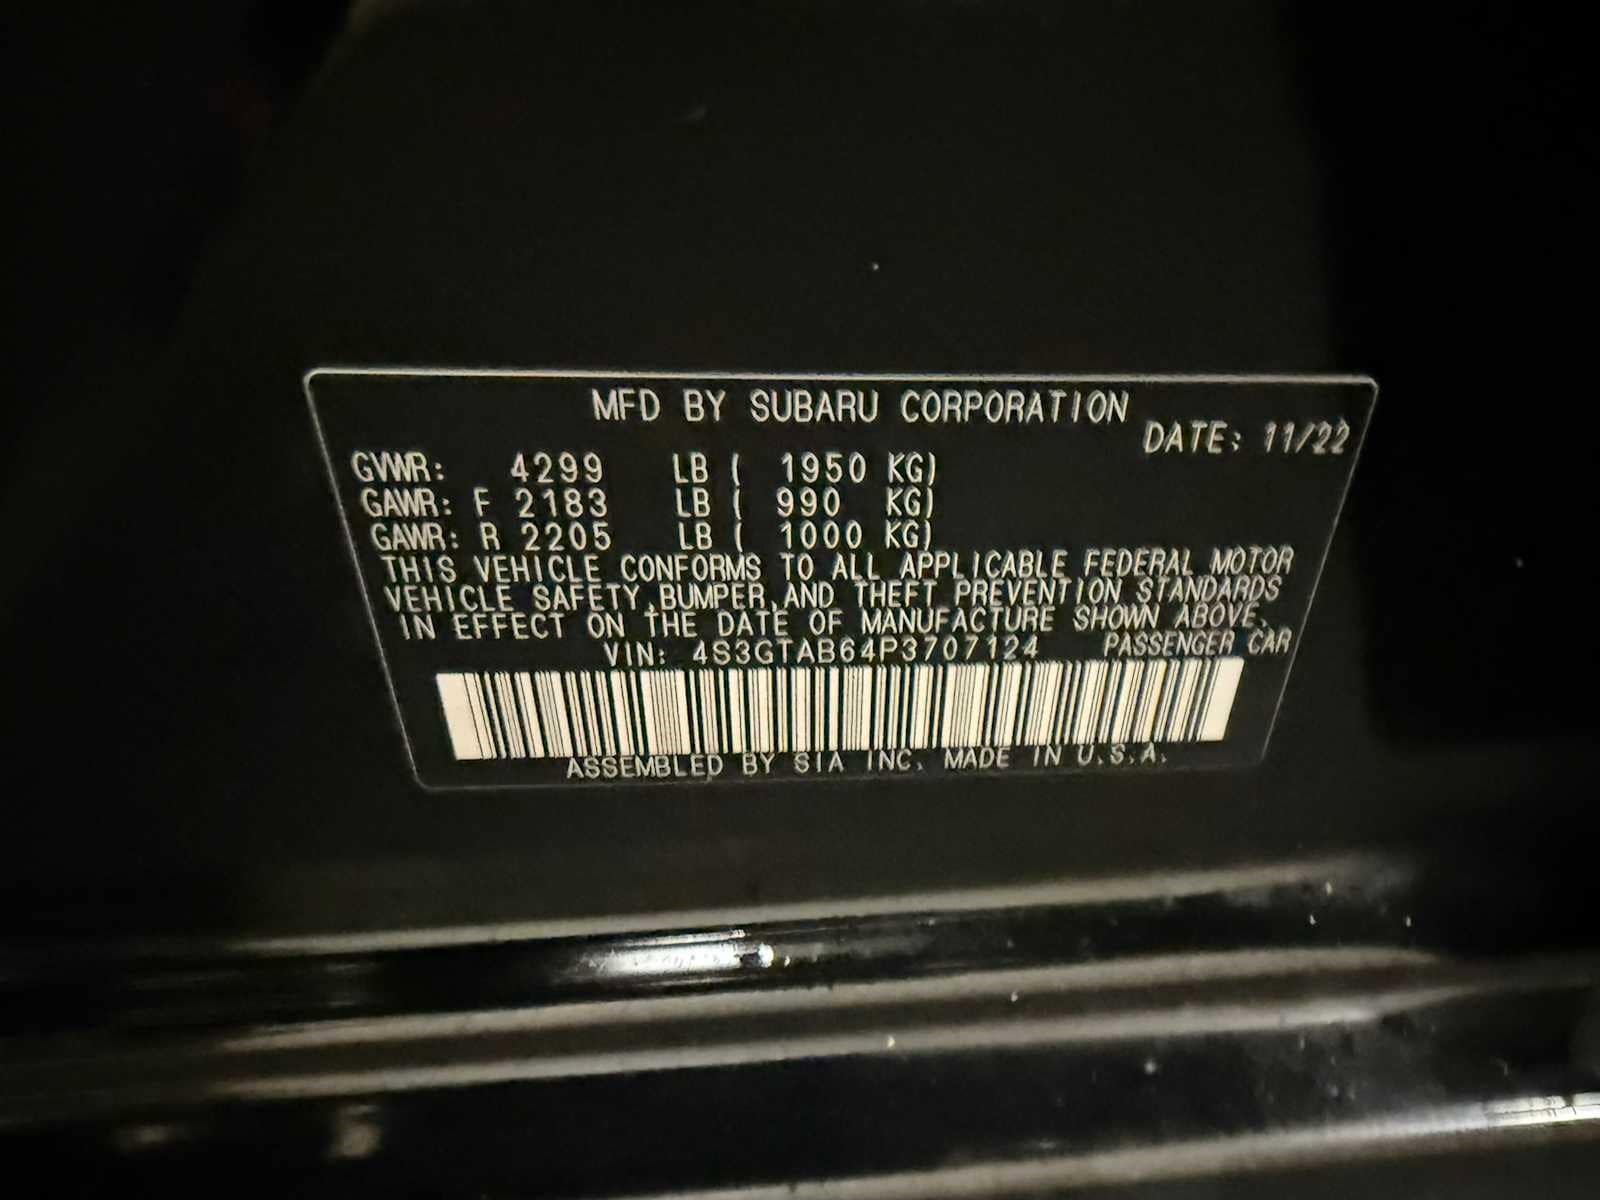 MFD BY SUBARU CORPORATION
DATE: 11/22
GVWR: 4299 LB ( 1950 KG)
GAWR: F 2183 LB ( 990 KG)
GAWR: R 2205 LB ( 1000 KG)
THIS VEHICLE CONFORMS TO ALL APPLICABLE FEDERAL MOTOR
VEHICLE SAFETY,BUMPER,AND THEFT PREVENTION STANDARDS
IN EFFECT ON THE DATE OF MANUFACTURE SHOWN ABOVE.
VIN: 4S3GTAB64P3707124 PASSENGER CAR
ASSEMBLED BY SIA INC. MADE IN U.S.A.